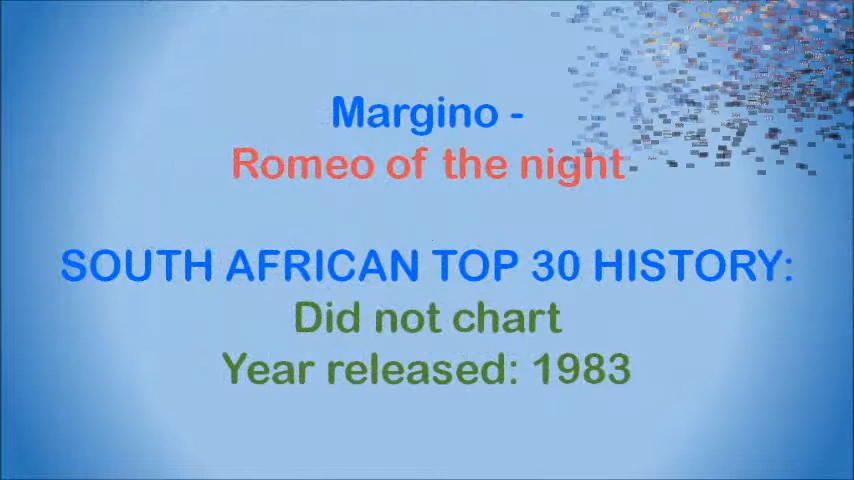 Margino -
Romeo of the night
SOUTH AFRICAN TOP 30 HISTORY:
Did not chart
Year released: 1983